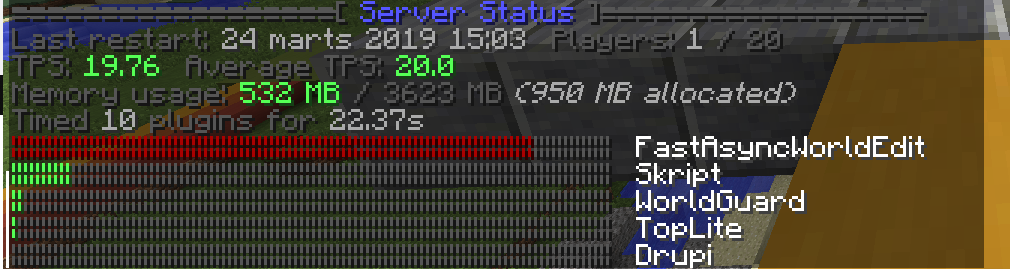 [ Server Status ]
Last restart: 24 marts 2019 15:03 Players: 1 / 20
TPS: 19.76 Average TPS: 20.0
Memory usage: 532 MB / 3623 MB (950 MB allocated)
Timed 10 plugins for 22.37s
FastAsyncWorldEdit
Skript
WorldGuard
TopLite
Drupi